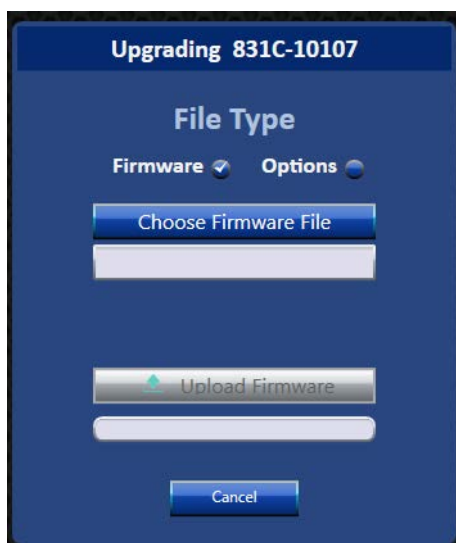 Upgrading 831C-10107
File Type
Firmware Options
Choose Firmware File
Upload Firmware
Cancel